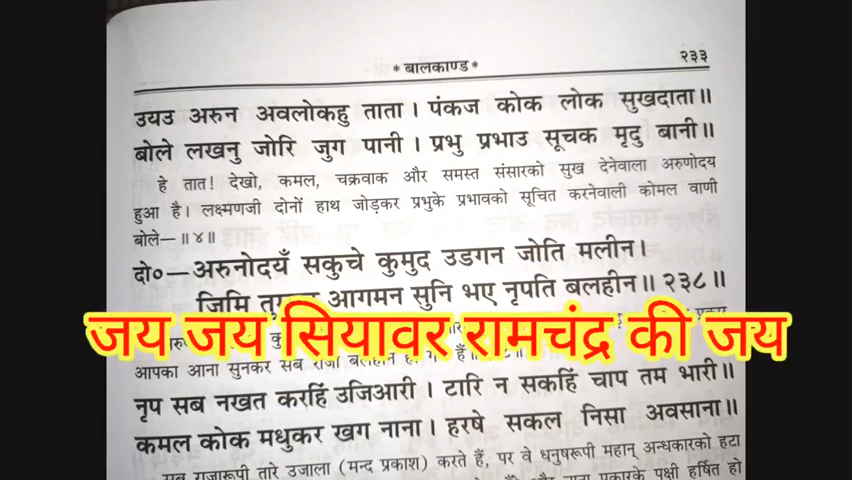 * बालकाण्ड *
२३३
उयउ अरुन अवलोकहु ताता। पंकज कोक लोक सुखदाता॥
बोले लखनु जोरि जुग पानी। प्रभु प्रभाउ सूचक मृदु बानी॥
हे तात! देखो, कमल, चक्रवाक और समस्त संसारको सुख देनेवाला अरुणोदय
हुआ है। लक्ष्मणजी दोनों हाथ जोड़कर प्रभुके प्रभावको सूचित करनेवाली कोमल वाणी
बोले—॥४॥
दो०—अरुनोदयँ सकुचे कुमुद उडगन जोति मलीन।
जिमि आगमन सुनि भए नृपति बलहीन॥ २३८॥
जय जय सियावर रामचंद्र की जय
आपका आना सुनकर सब राजा बलहीन हो हैं॥
नृप सब नखत करहिं उजिआरी। टारि न सकहिं चाप तम भारी॥
कमल कोक मधुकर खग नाना। हरषे सकल निसा अवसाना॥
सब राजारूपी तारे उजाला (मन्द प्रकाश) करते हैं, पर वे धनुषरूपी महान् अन्धकारको हटा
पक्षी हर्षित हो